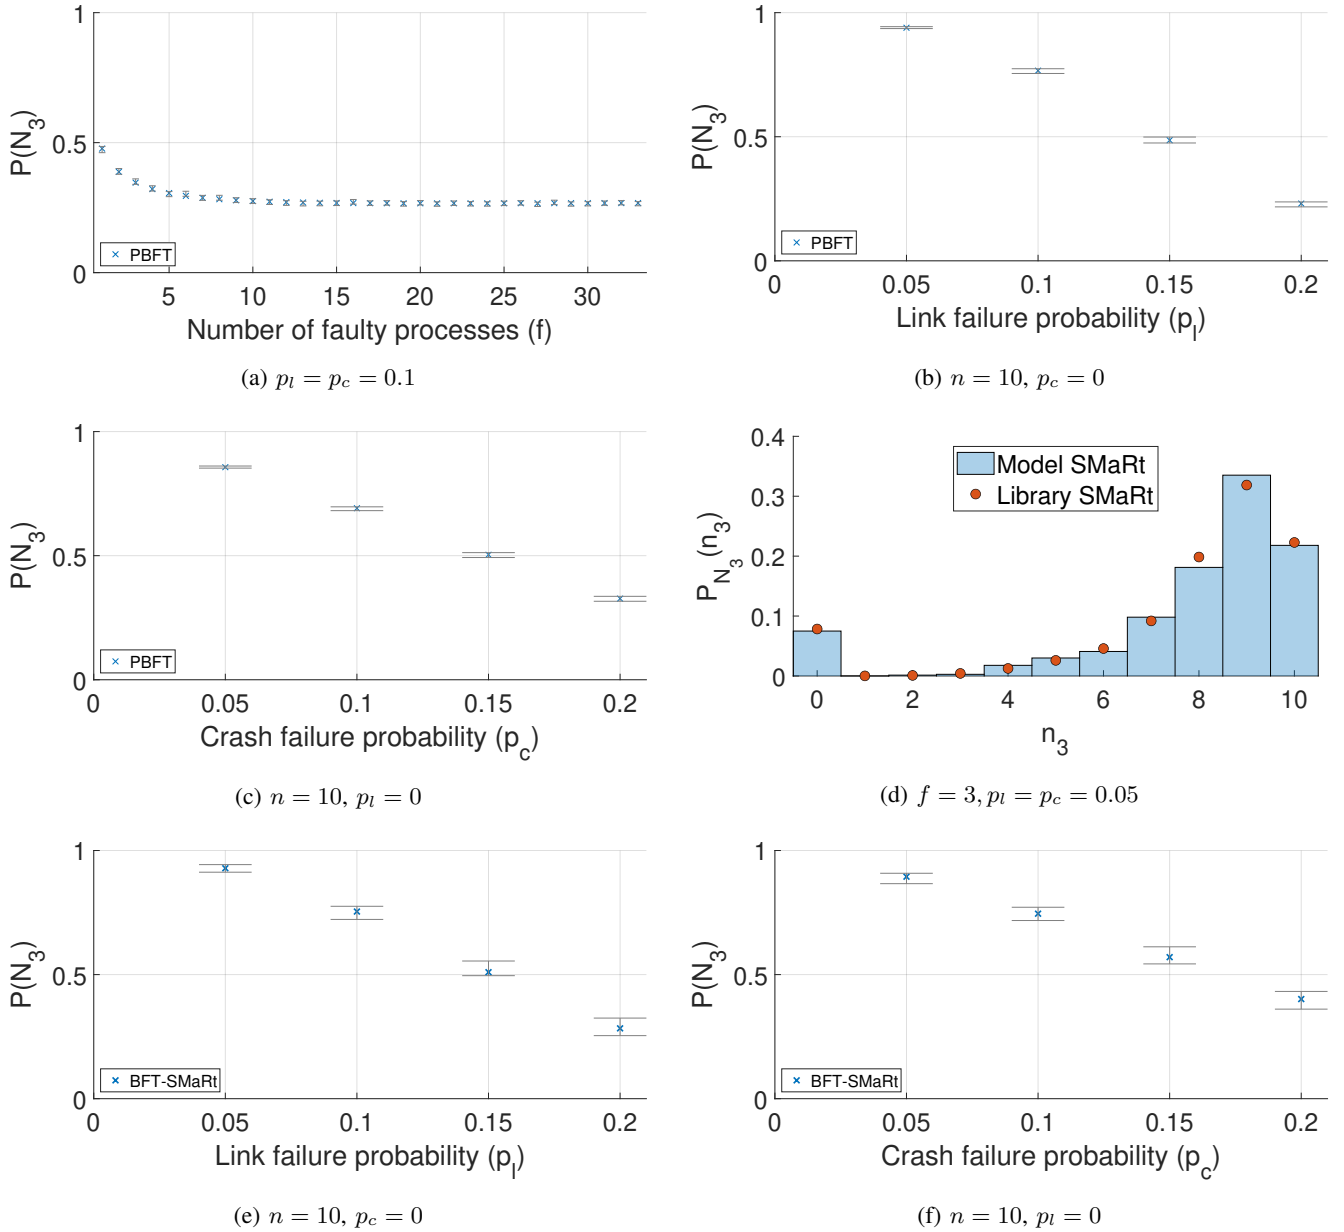 1
0.5
0
P(N3)
PBFT
5 10 15 20 25 30
Number of faulty processes (f)
(a) pl = pc = 0.1
1
0.5
0
P(N3)
PBFT
0 0.05 0.1 0.15 0.2
Link failure probability (pl)
(b) n = 10, pc = 0
1
0.5
0
P(N3)
PBFT
0 0.05 0.1 0.15 0.2
Crash failure probability (pc)
(c) n = 10, pl = 0
0.4
0.3
0.2
0.1
0
PN3(n3)
Model SMaRt
Library SMaRt
0 2 4 6 8 10
n3
(d) f = 3, pl = pc = 0.05
1
0.5
0
P(N3)
BFT-SMaRt
0 0.05 0.1 0.15 0.2
Link failure probability (pl)
(e) n = 10, pc = 0
1
0.5
0
P(N3)
BFT-SMaRt
0 0.05 0.1 0.15 0.2
Crash failure probability (pc)
(f) n = 10, pl = 0